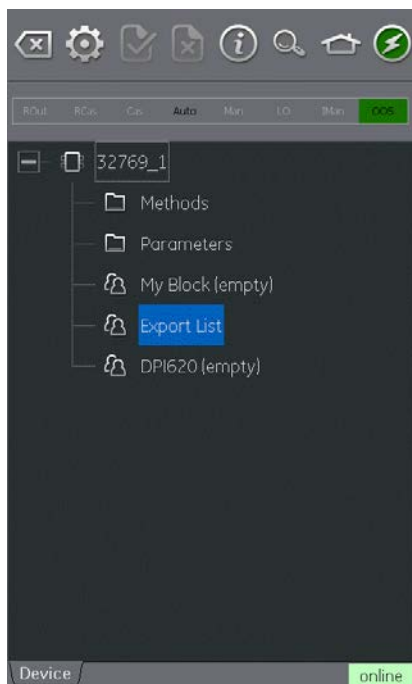 ROut RCas Cas Auto Man LO IMan OOS
32769_1
Methods
Parameters
My Block (empty)
Export List
DPI620 (empty)
Device online